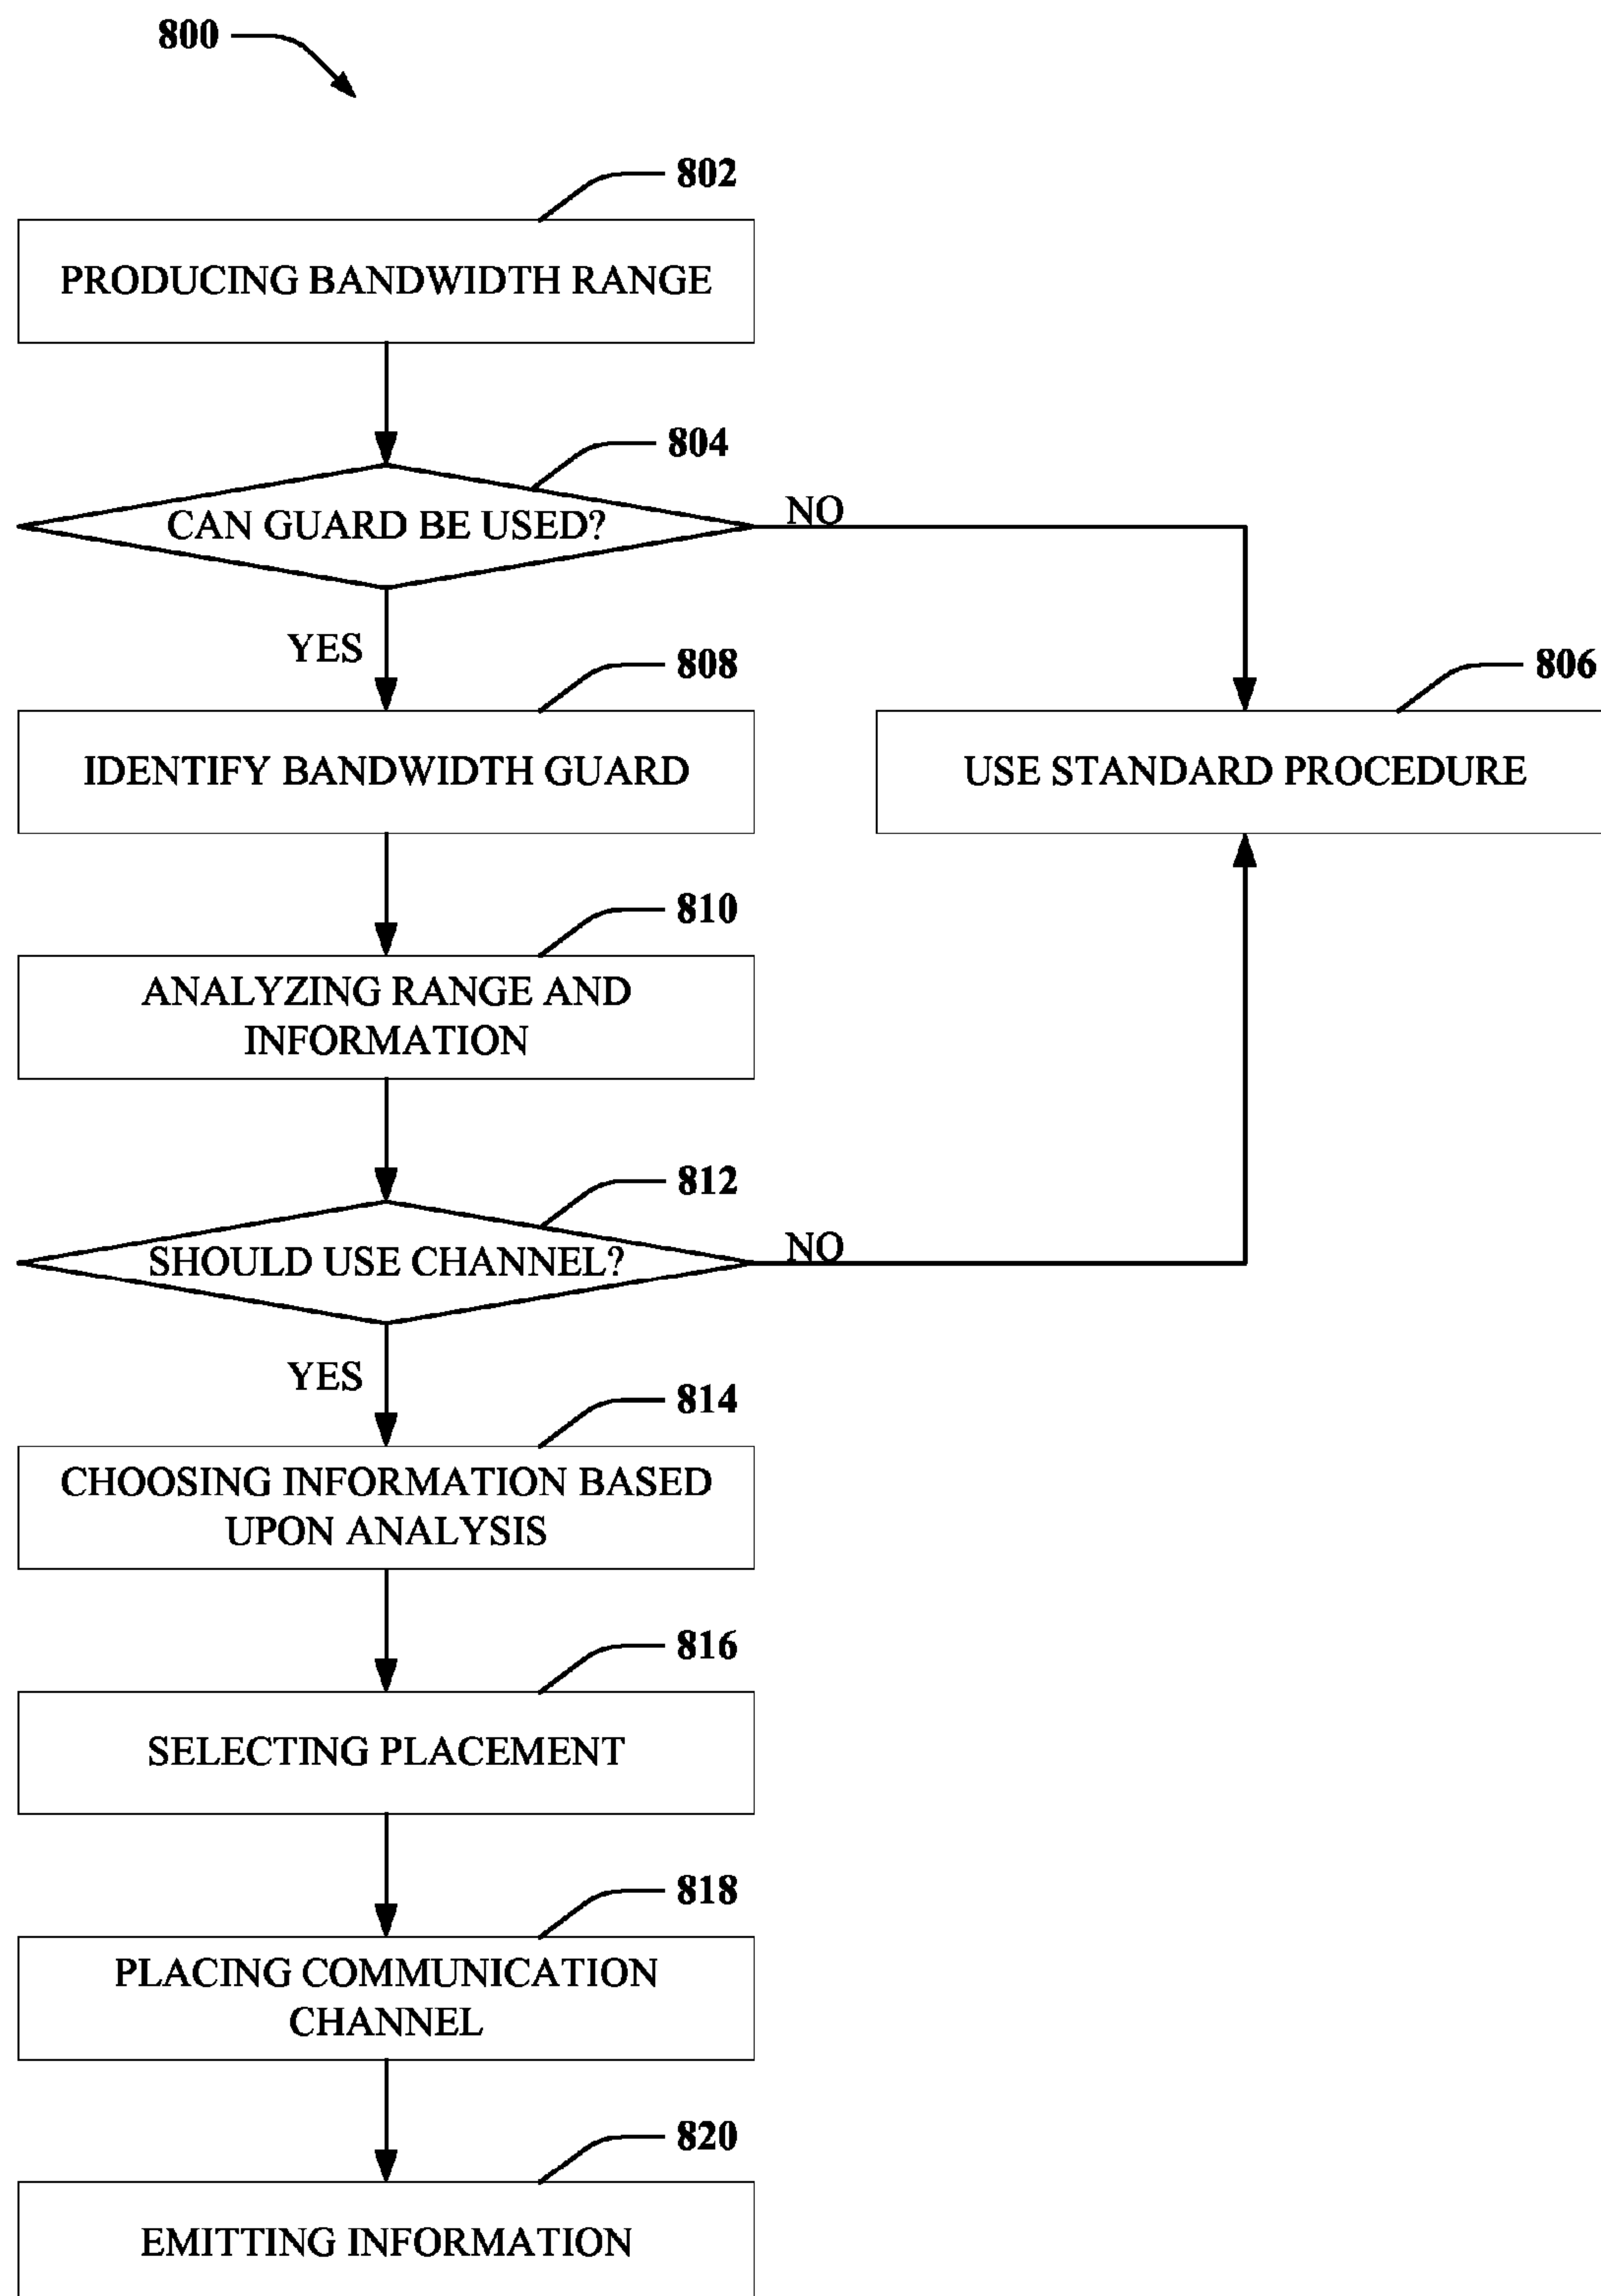 800
802
PRODUCING BANDWIDTH RANGE
804
CAN GUARD BE USED?
NO
YES
808
806
IDENTIFY BANDWIDTH GUARD
USE STANDARD PROCEDURE
810
ANALYZING RANGE AND
INFORMATION
812
SHOULD USE CHANNEL?
NO
YES
814
CHOOSING INFORMATION BASED
UPON ANALYSIS
816
SELECTING PLACEMENT
818
PLACING COMMUNICATION
CHANNEL
820
EMITTING INFORMATION